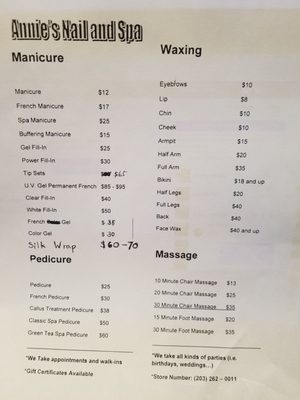 Annie's Nail and Spa
Manicure
Manicure $12
French Manicure $17
Spa Manicure $25
Buffering Manicure $15
Gel Fill-In $25
Power Fill-In $30
Tip Sets $65
U.V. Gel Permanent French $85 - $95
Clear Fill-In $40
White Fill-In $50
French Gel $ 35
Color Gel $ 30
Silk Wrap $60-70
Pedicure
Pedicure $25
French Pedicure $30
Callus Treatment Pedicure $38
Classic Spa Pedicure $50
Green Tea Spa Pedicure $60
*We Take appointments and walk-ins
*Gift Certificates Available
Waxing
Eyebrows $10
Lip $8
Chin $10
Cheek $10
Armpit $15
Half Arm $20
Full Arm $35
Bikini $18 and up
Half Legs $20
Full Legs $40
Back $40
Face Wax $40 and up
Massage
10 Minute Chair Massage $13
20 Minute Chair Massage $25
30 Minute Chair Massage $35
15 Minute Foot Massage $20
30 Minute Foot Massage $35
*We take all kinds of parties (i.e.
birthdays, weddings...)
*Store Number: (203) 262 – 0011